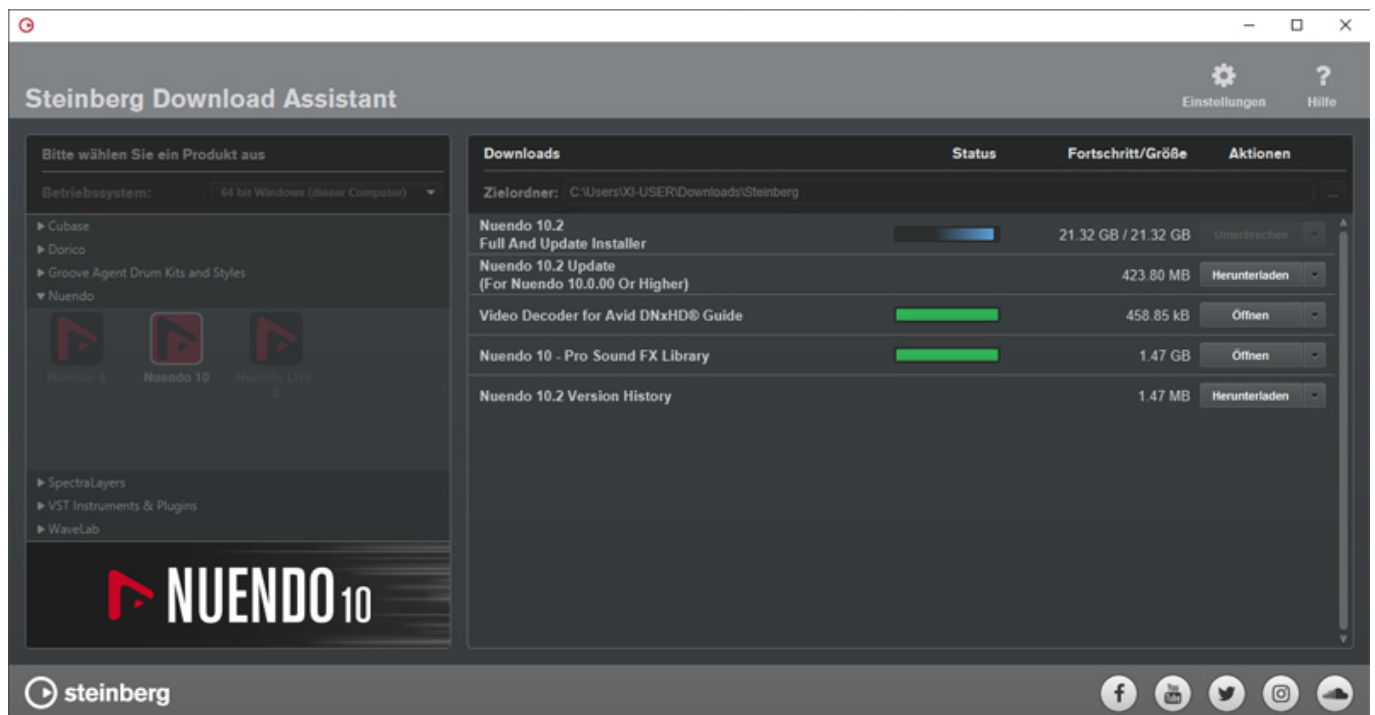 Steinberg Download Assistant
Einstellungen
Hilfe
Bitte wählen Sie ein Produkt aus
Betriebssystem: 64 bit Windows (dieser Computer)
Cubase
Dorico
Groove Agent Drum Kits and Styles
Nuendo
Nuendo 10 Nuendo Live
2
SpectraLayers
VST Instruments & Plugins
WaveLab
NUENDO 10
Downloads Status Fortschritt/Größe Aktionen
Zielordner: C:\Users\XI-USER\Downloads\Steinberg ...
Nuendo 10.2
Full And Update Installer
21.32 GB / 21.32 GB Unterbrechen
Nuendo 10.2 Update
(For Nuendo 10.0.00 Or Higher)
423.80 MB Herunterladen
Video Decoder for Avid DNxHD® Guide 458.85 kB Öffnen
Nuendo 10 - Pro Sound FX Library 1.47 GB Öffnen
Nuendo 10.2 Version History 1.47 MB Herunterladen
steinberg